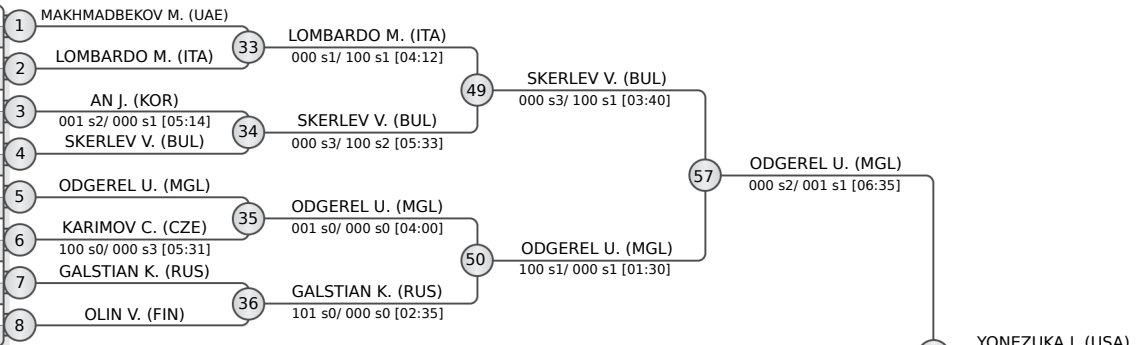 1
MAKHMADBEKOV M. (UAE)
33
LOMBARDO M. (ITA)
000 s1/ 100 s1 [04:12]
2
LOMBARDO M. (ITA)
49
SKERLEV V. (BUL)
000 s3/ 100 s1 [03:40]
3
AN J. (KOR)
001 s2/ 000 s1 [05:14]
34
SKERLEV V. (BUL)
000 s3/ 100 s2 [05:33]
4
SKERLEV V. (BUL)
57
ODGEREL U. (MGL)
000 s2/ 001 s1 [06:35]
5
ODGEREL U. (MGL)
35
ODGEREL U. (MGL)
001 s0/ 000 s0 [04:00]
6
KARIMOV C. (CZE)
100 s0/ 000 s3 [05:31]
50
ODGEREL U. (MGL)
100 s1/ 000 s1 [01:30]
7
GALSTIAN K. (RUS)
36
GALSTIAN K. (RUS)
101 s0/ 000 s0 [02:35]
8
OLIN V. (FIN)
YONEZUKA J. (USA)